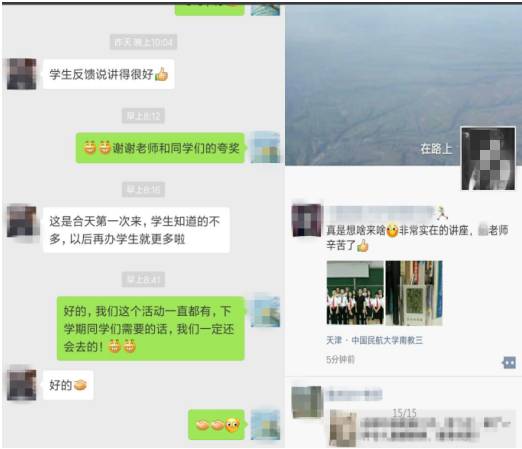 昨天 晚上10:04
学生反馈说讲得很好👍
早上8:12
😁😁谢谢老师和同学们的夸奖
早上8:16
这是合天第一次来，学生知道的不
多，以后再办学生就更多啦
早上8:41
好的，我们这个活动一直都有，下
学期同学们需要的话，我们一定还
会去的！😁😁
好的
在路上
真是想啥来啥 非常实在的讲座，
老师
辛苦了👍
天津 · 中国民航大学南教三
5分钟前
15/15